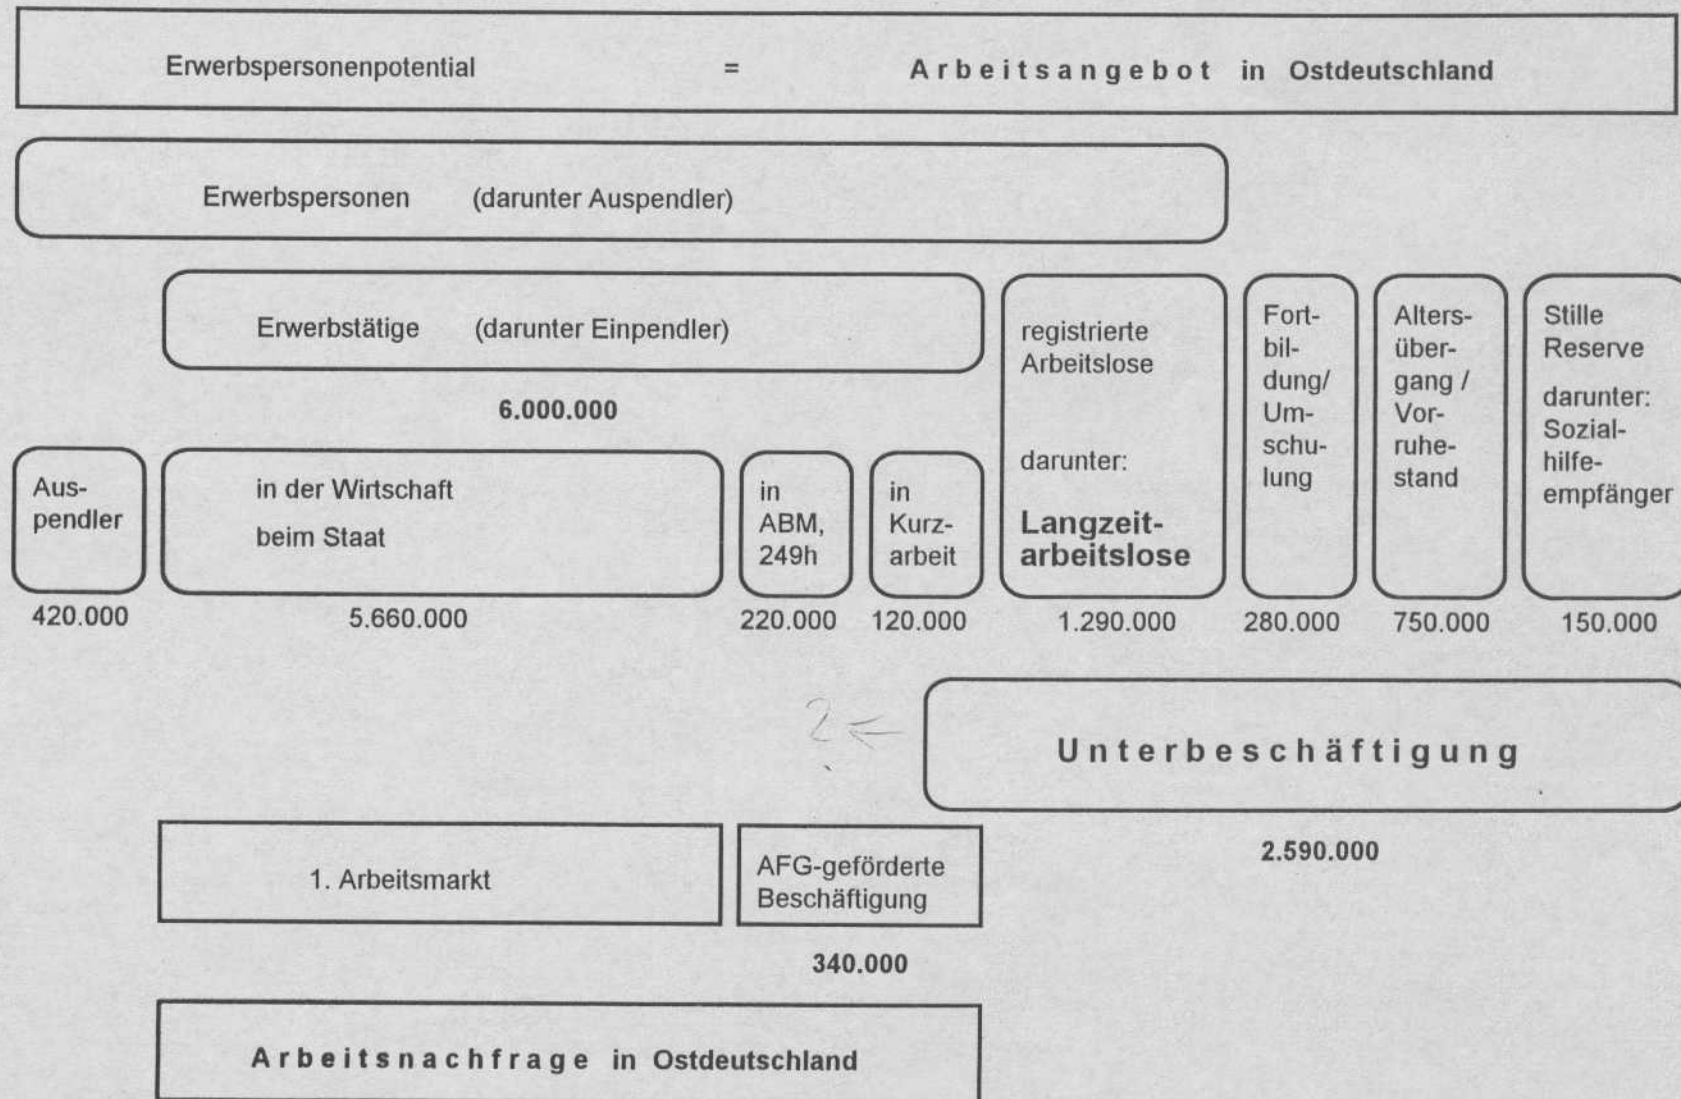 Erwerbspersonenpotential = Arbeitsangebot in Ostdeutschland
Erwerbspersonen (darunter Auspendler)
Erwerbstätige (darunter Einpendler)
6.000.000
Aus-
pendler
420.000
in der Wirtschaft
beim Staat
5.660.000
in
ABM,
249h
220.000
in
Kurz-
arbeit
120.000
registrierte
Arbeitslose
darunter:
Langzeit-
arbeitslose
1.290.000
Fort-
bil-
dung/
Um-
schu-
lung
280.000
Alters-
über-
gang /
Vor-
ruhe-
stand
750.000
Stille
Reserve
darunter:
Sozial-
hilfe-
empfänger
150.000
Unterbeschäftigung
2.590.000
1. Arbeitsmarkt
AFG-geförderte
Beschäftigung
340.000
Arbeitsnachfrage in Ostdeutschland